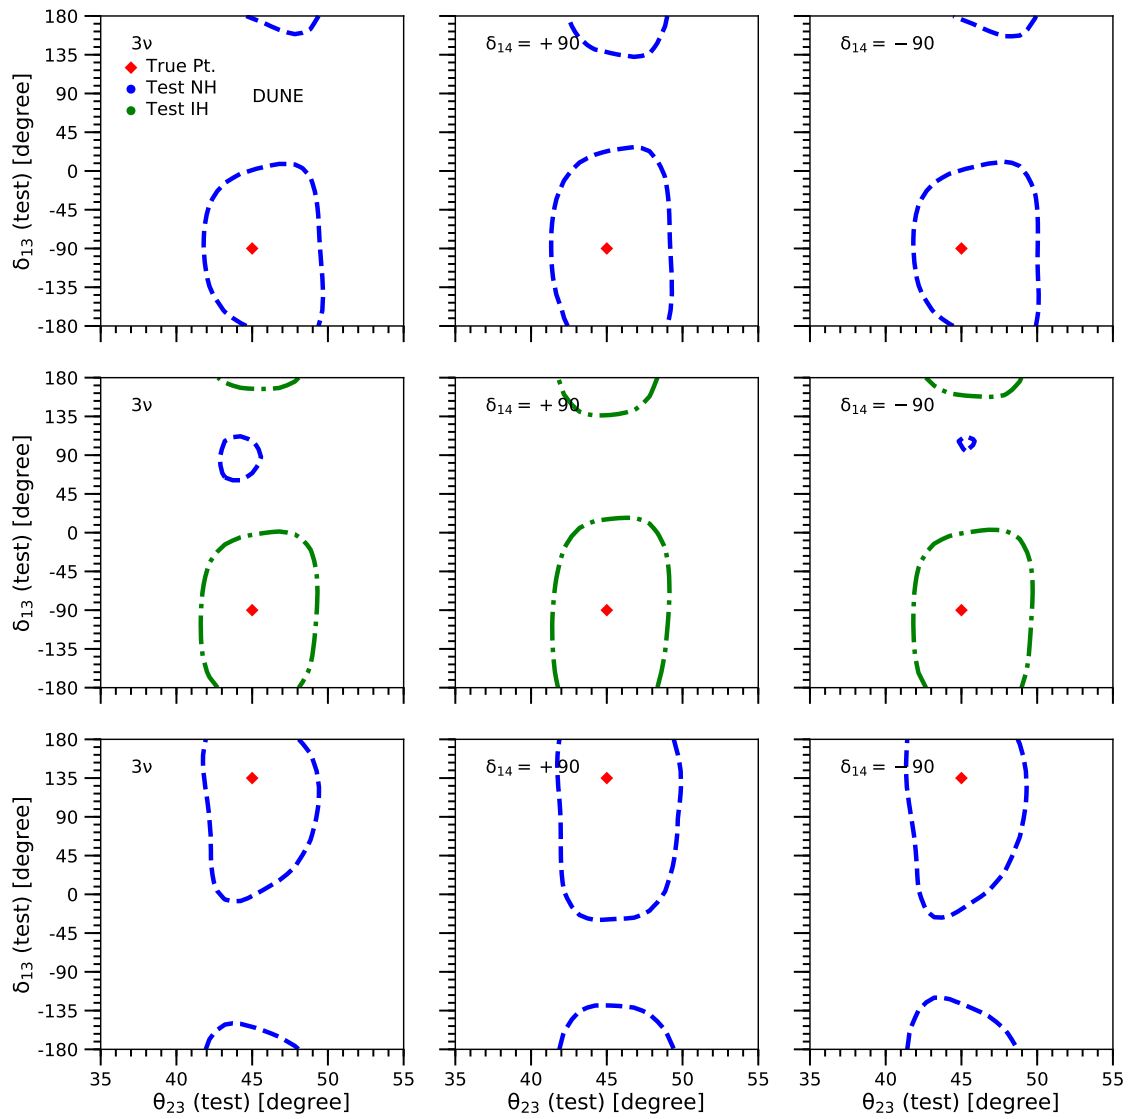 180
135
90
45
0
-45
-90
-135
-180
δ13 (test) [degree]
3ν
True Pt.
Test NH
Test IH
DUNE
δ14 = +90
δ14 = −90
180
135
90
45
0
-45
-90
-135
-180
δ13 (test) [degree]
3ν
δ14 = +90
δ14 = −90
180
135
90
45
0
-45
-90
-135
-180
δ13 (test) [degree]
3ν
δ14 = +90
δ14 = −90
35 40 45 50 55
35 40 45 50 55
35 40 45 50 55
θ23 (test) [degree]
θ23 (test) [degree]
θ23 (test) [degree]